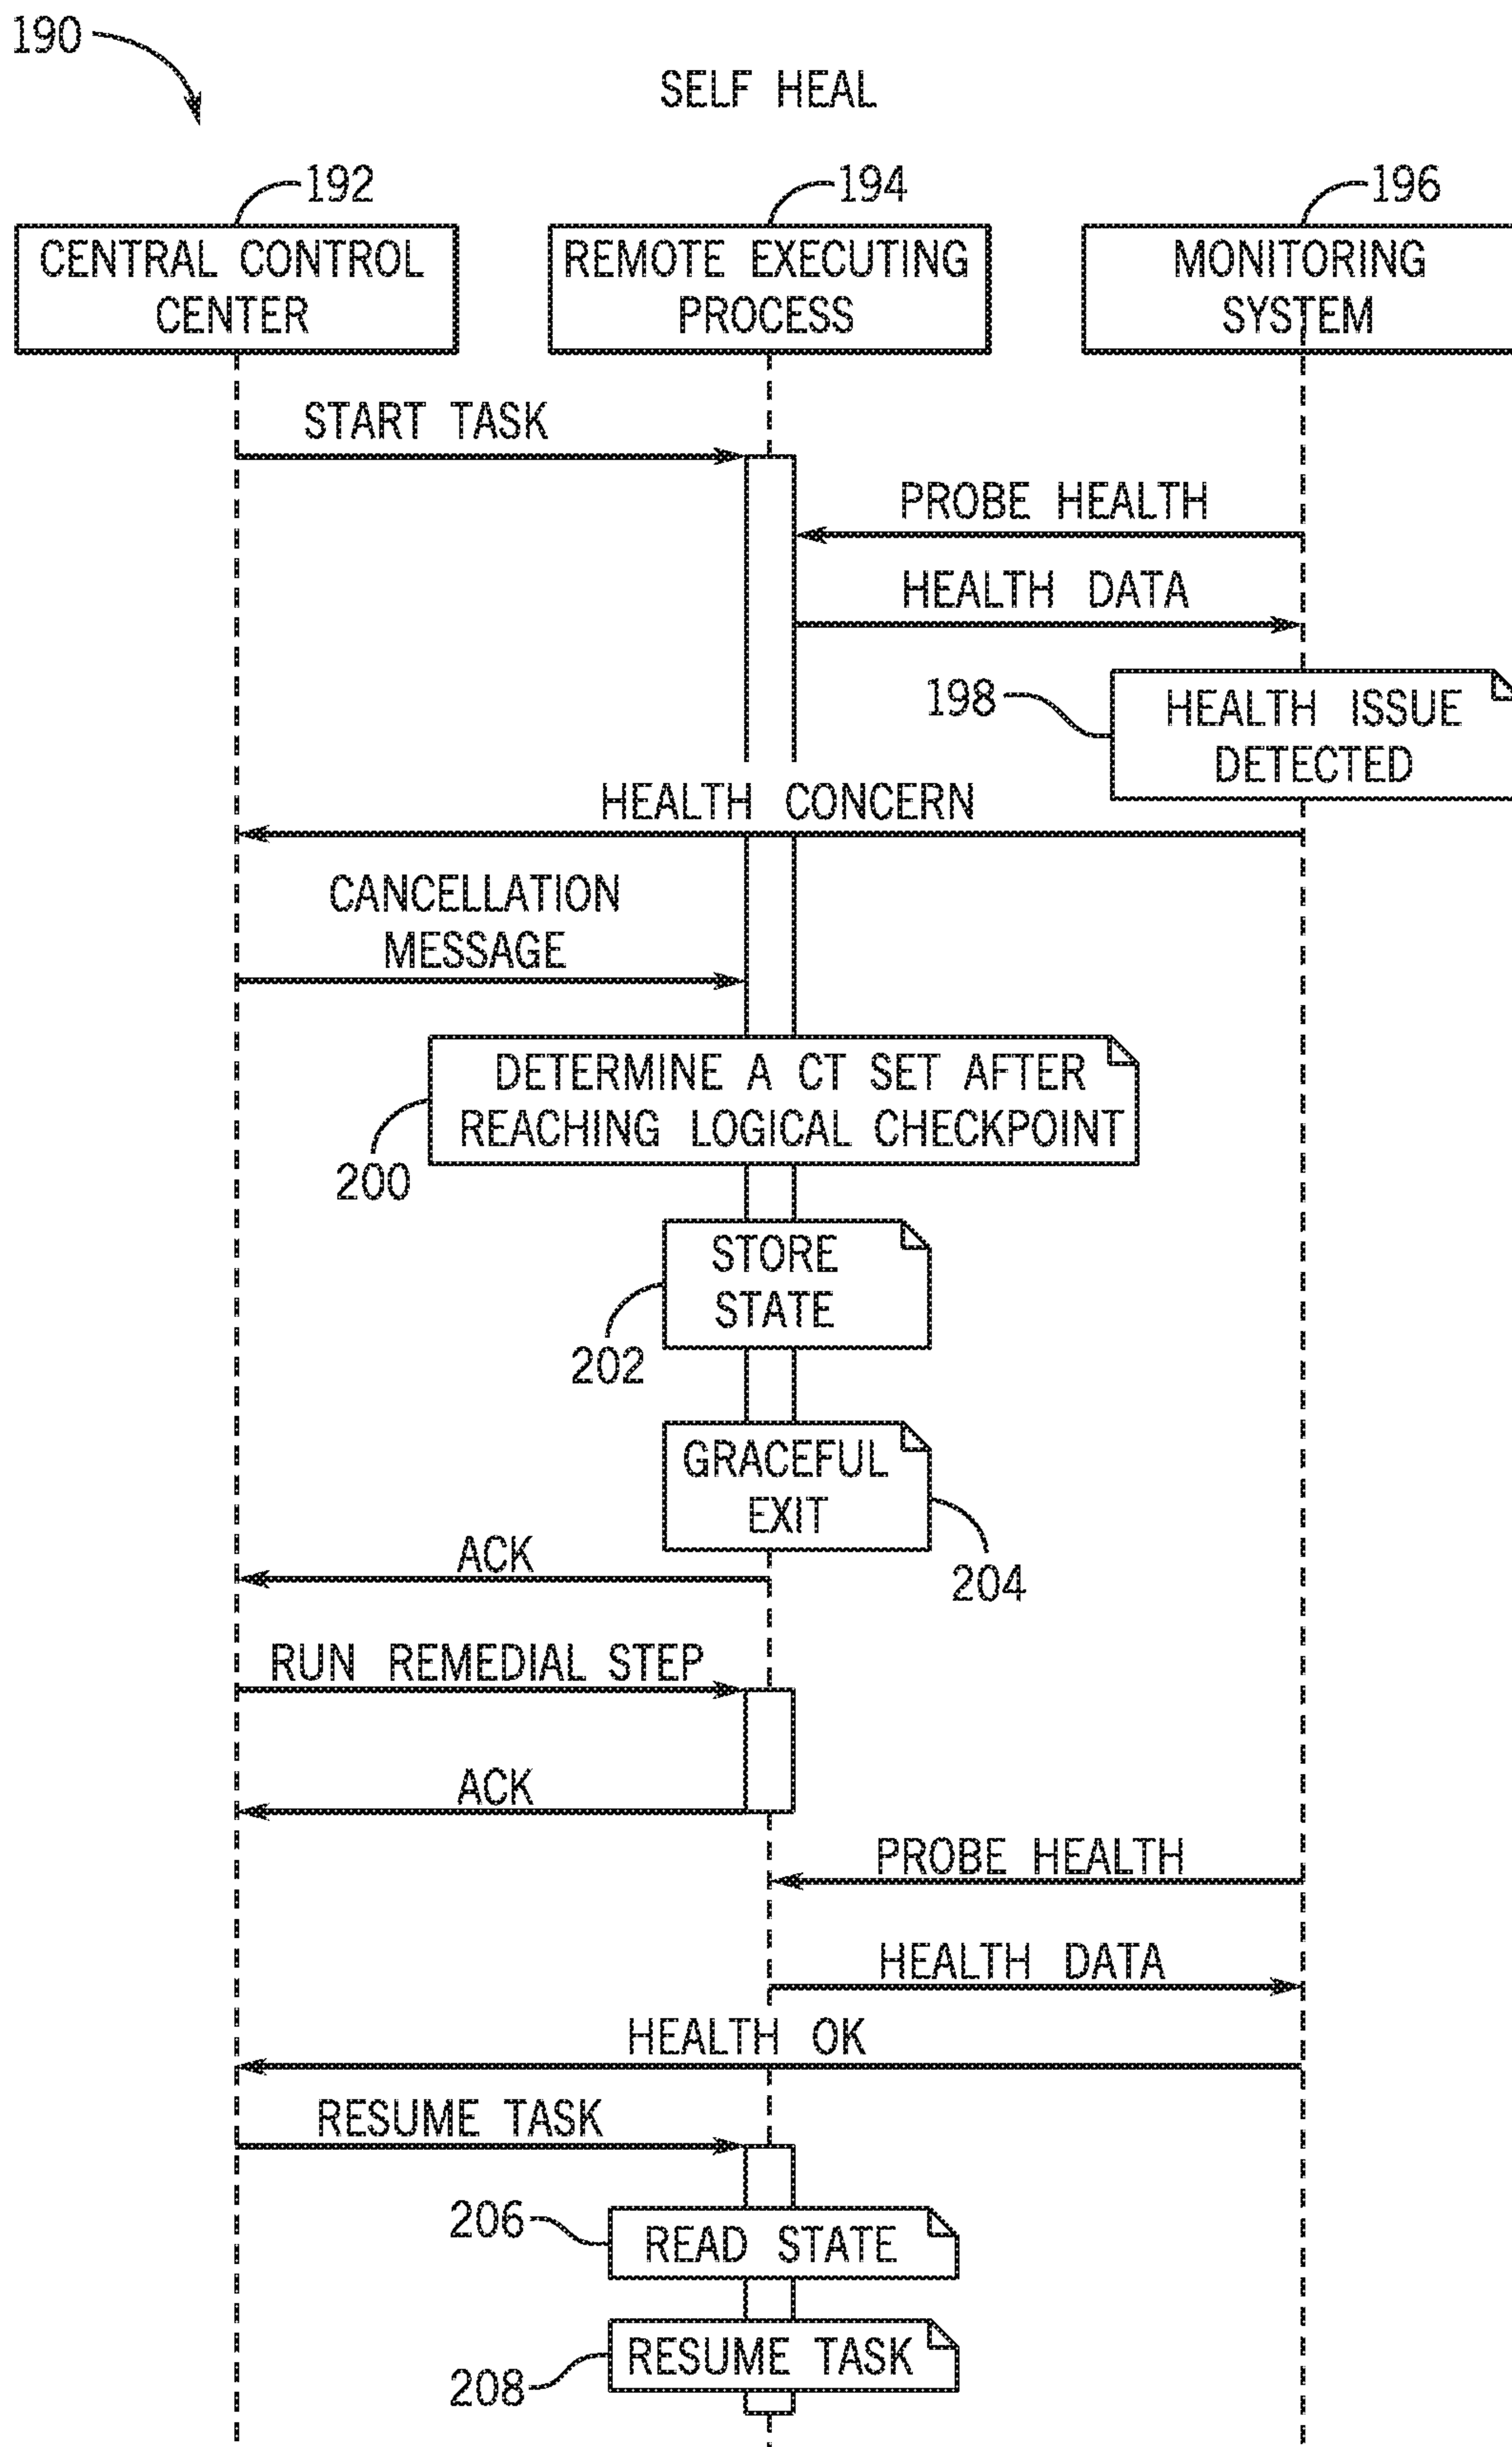 190
SELF HEAL
192
194
196
CENTRAL CONTROL
CENTER
REMOTE EXECUTING
PROCESS
MONITORING
SYSTEM
START TASK
PROBE HEALTH
HEALTH DATA
198
HEALTH ISSUE
DETECTED
HEALTH CONCERN
CANCELLATION
MESSAGE
DETERMINE A CT SET AFTER
REACHING LOGICAL CHECKPOINT
200
STORE
STATE
202
GRACEFUL
EXIT
204
ACK
RUN REMEDIAL STEP
ACK
PROBE HEALTH
HEALTH DATA
HEALTH OK
RESUME TASK
206
READ STATE
RESUME TASK
208